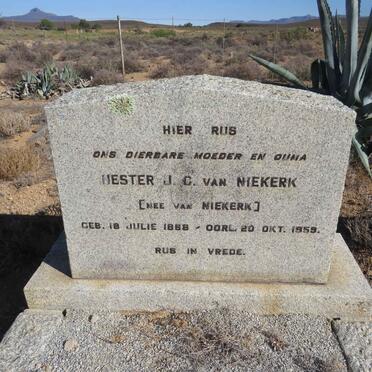 HIER RUS
ONS DIERBARE MOEDER EN OUMA
HESTER J. C. VAN NIEKERK
[NEE VAN NIEKERK]
GEB. 18 JULIE 1868 - OORL. 20 OKT. 1959.
RUS IN VREDE.